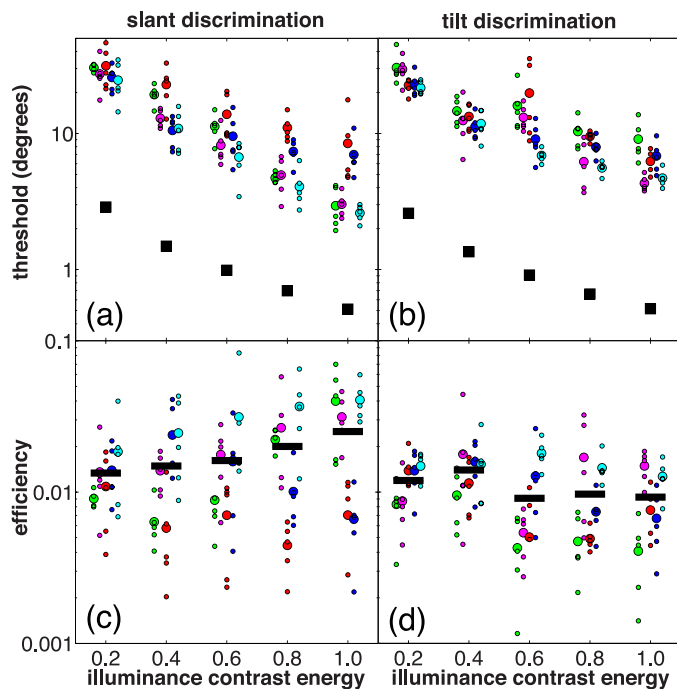 slant discrimination
tilt discrimination
threshold (degrees)
10
1
0.1
(a)
(b)
efficiency
0.01
0.001
(c)
(d)
0.2 0.4 0.6 0.8 1.0
0.2 0.4 0.6 0.8 1.0
illuminance contrast energy
illuminance contrast energy